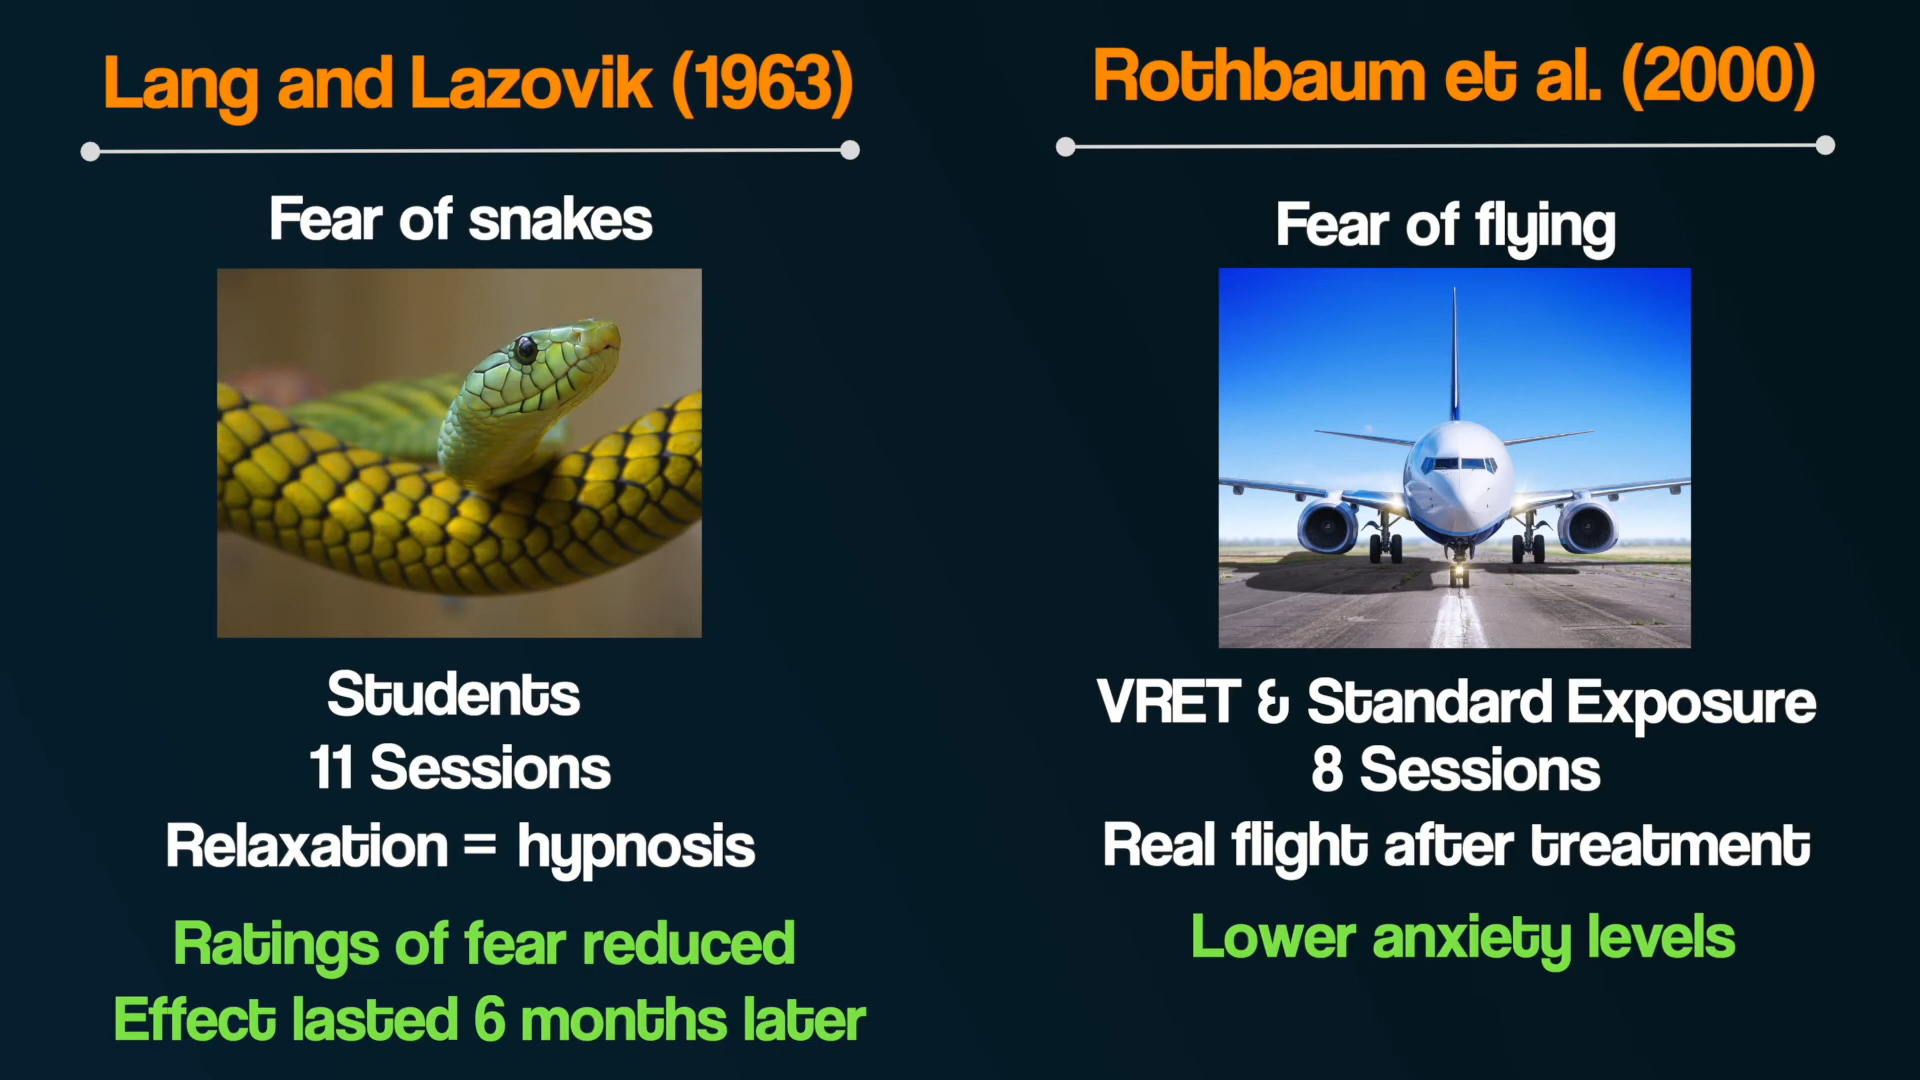 Lang and Lazovik (1963)
Fear of snakes
Students
11 Sessions
Relaxation = hypnosis
Ratings of fear reduced
Effect lasted 6 months later
Rothbaum et al. (2000)
Fear of flying
VRET & Standard Exposure
8 Sessions
Real flight after treatment
Lower anxiety levels